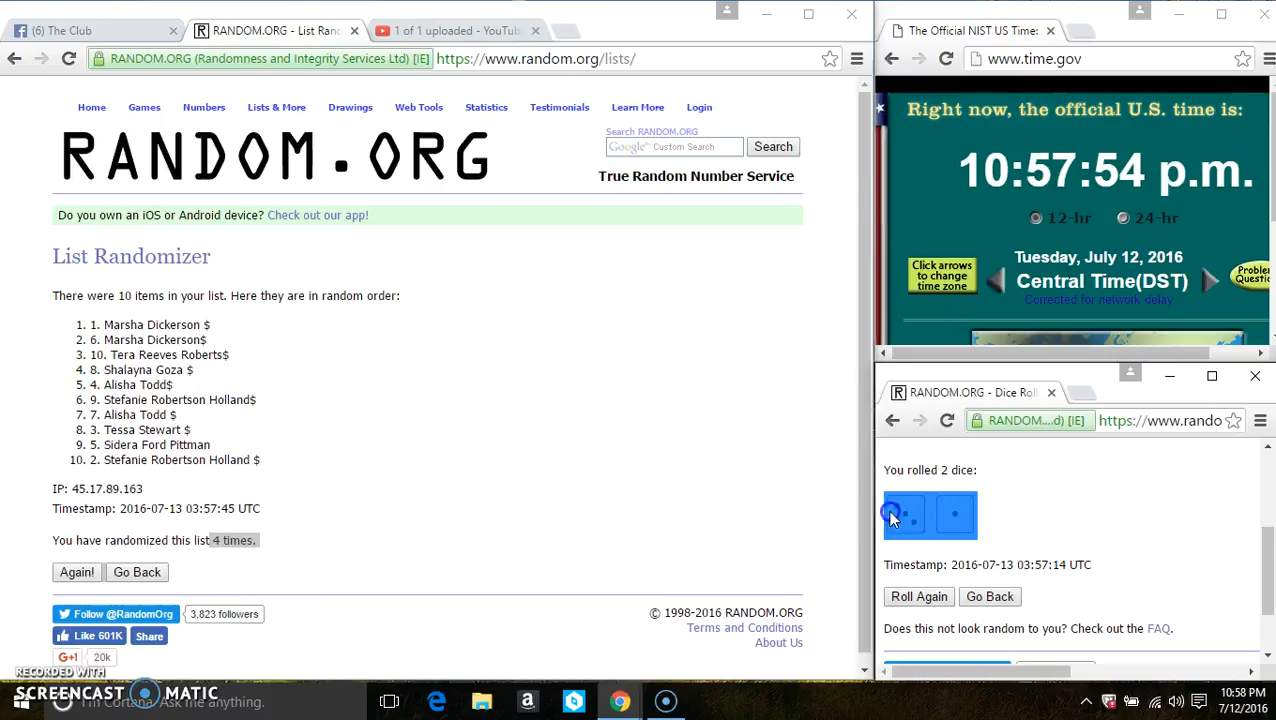 (6) The Club
RANDOM.ORG - List Ran
1 of 1 uploaded - YouTub
RANDOM.ORG (Randomness and Integrity Services Ltd) [IE]
https://www.random.org/lists/
Home Games Numbers Lists & More Drawings Web Tools Statistics Testimonials Learn More Login
RANDOM.ORG
Search RANDOM.ORG
Google™ Custom Search
Search
True Random Number Service
Do you own an iOS or Android device? Check out our app!
List Randomizer
There were 10 items in your list. Here they are in random order:
1. 1. Marsha Dickerson $
2. 6. Marsha Dickerson$
3. 10. Tera Reeves Roberts$
4. 8. Shalayna Goza $
5. 4. Alisha Todd$
6. 9. Stefanie Robertson Holland$
7. 7. Alisha Todd $
8. 3. Tessa Stewart $
9. 5. Sidera Ford Pittman
10. 2. Stefanie Robertson Holland $
IP: 45.17.89.163
Timestamp: 2016-07-13 03:57:45 UTC
You have randomized this list 4 times.
Again! Go Back
Follow @RandomOrg 3,823 followers
Like 601K Share
G+1 20k
© 1998-2016 RANDOM.ORG
Terms and Conditions
About Us
The Official NIST US Time:
www.time.gov
Right now, the official U.S. time is:
10:57:54 p.m.
12-hr 24-hr
Click arrows
to change
time zone
Tuesday, July 12, 2016
Central Time(DST)
Corrected for network delay
Proble
Questic
RANDOM.ORG - Dice Roll
RANDOM....d) [IE]
https://www.rando
You rolled 2 dice:
Timestamp: 2016-07-13 03:57:14 UTC
Roll Again Go Back
Does this not look random to you? Check out the FAQ.
RECORDED WITH
SCREENCAST MATIC
I'm Cortana. Ask me anything.
10:58 PM
7/12/2016